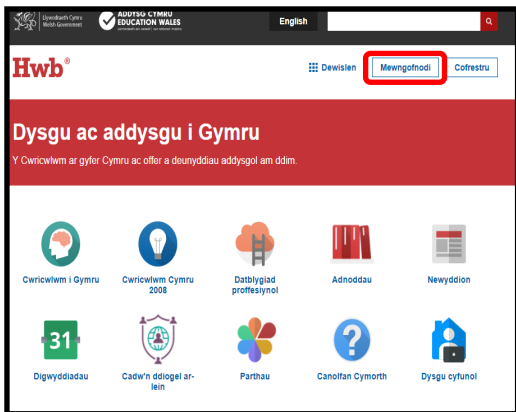 Llywodraeth Cymru
Welsh Government
ADDYSG CYMRU
EDUCATION WALES
English
Hwb®
Dewislen
Mewngofnodi
Cofrestru
Dysgu ac addysgu i Gymru
Y Cwricwlwm ar gyfer Cymru ac offer a deunyddiau addysgol am ddim.
Cwricwlwm i Gymru
Cwricwlwm Cymru
2008
Datblygiad
proffesiynol
Adnoddau
Newyddion
31
Digwyddiadau
Cadw'n ddiogel ar-
lein
Parthau
Canolfan Cymorth
Dysgu cyfunol